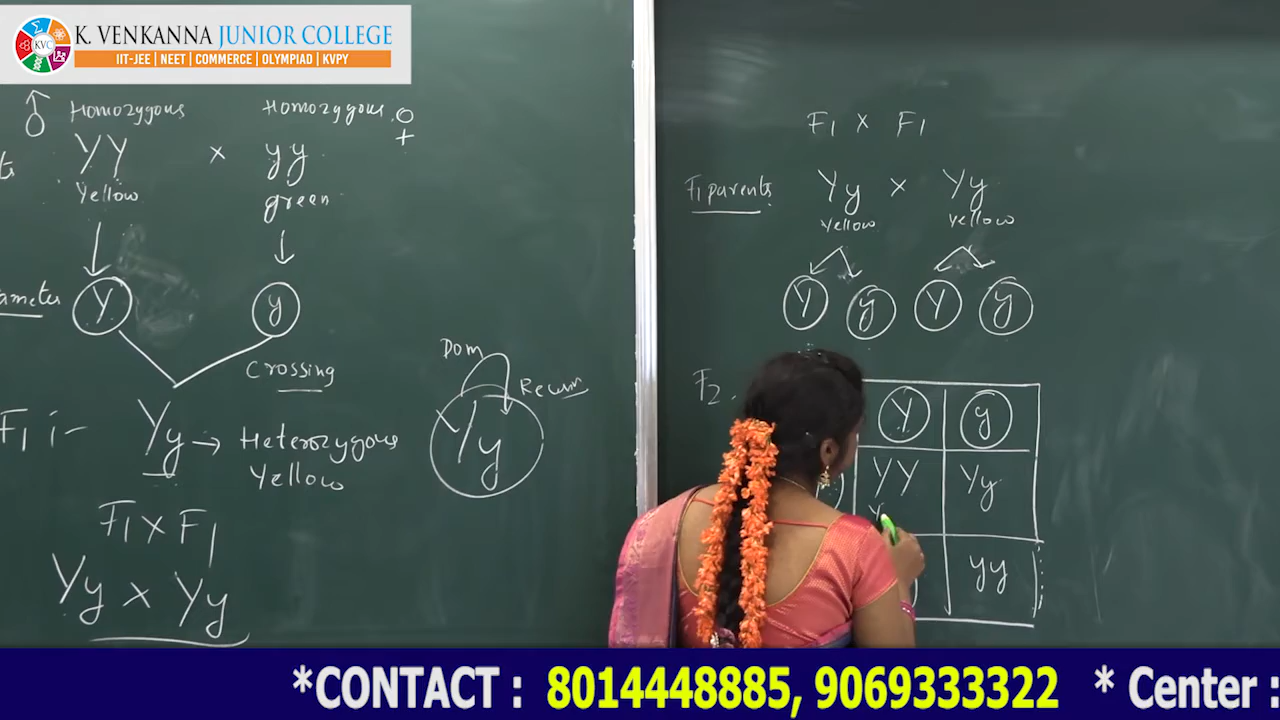 KVC
K. VENKANNA JUNIOR COLLEGE
IIT-JEE | NEET | COMMERCE | OLYMPIAD | KVPY
♂ Homozygous Homozygous ♀
YY × yy
Yellow green
Y y
Crossing
F1 :- Yy → Heterozygous
Yellow
F1 × F1
Yy × Yy
Dom
Yy
F1 × F1
F1 parents Yy × Yy
Yellow Yellow
Y y Y y
F2.
Y y
YY Yy
yy
*CONTACT : 8014448885, 9069333322 * Center :